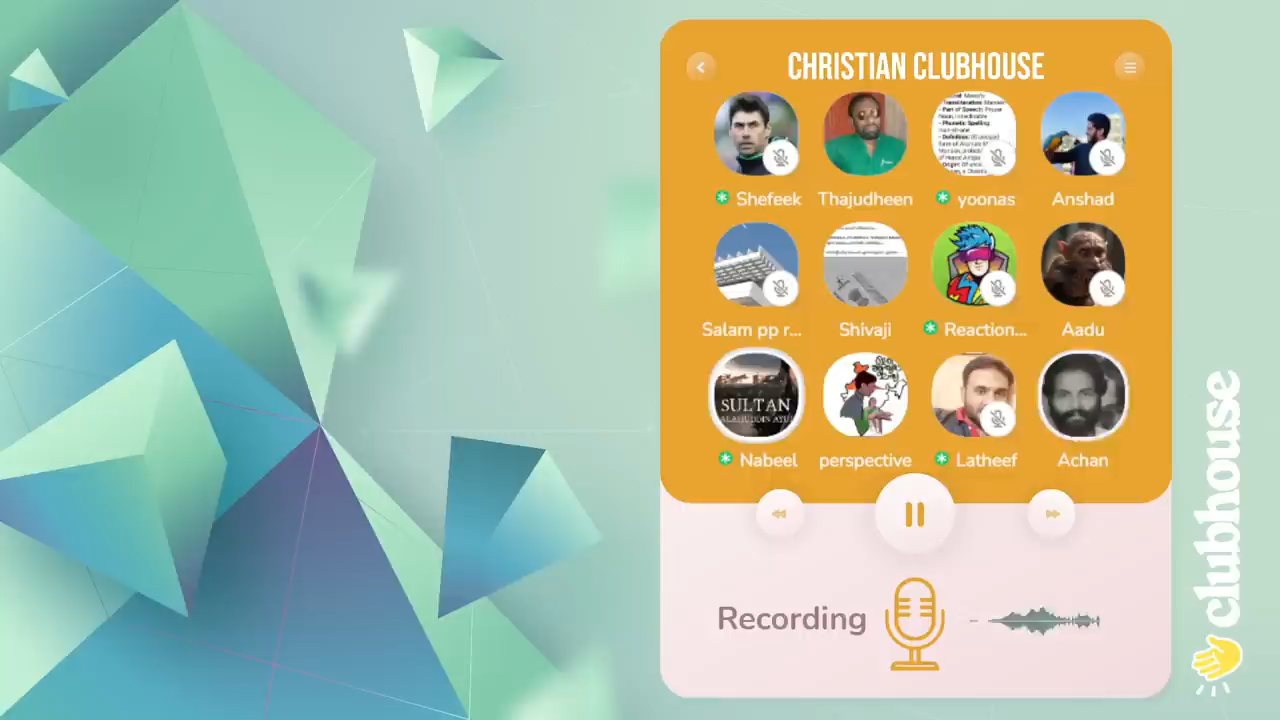 CHRISTIAN CLUBHOUSE
Shefeek
Thajudheen
yoonas
Anshad
Salam pp r...
Shivaji
Reaction...
Aadu
SULTAN
Nabeel
perspective
Latheef
Achan
Recording
clubhouse